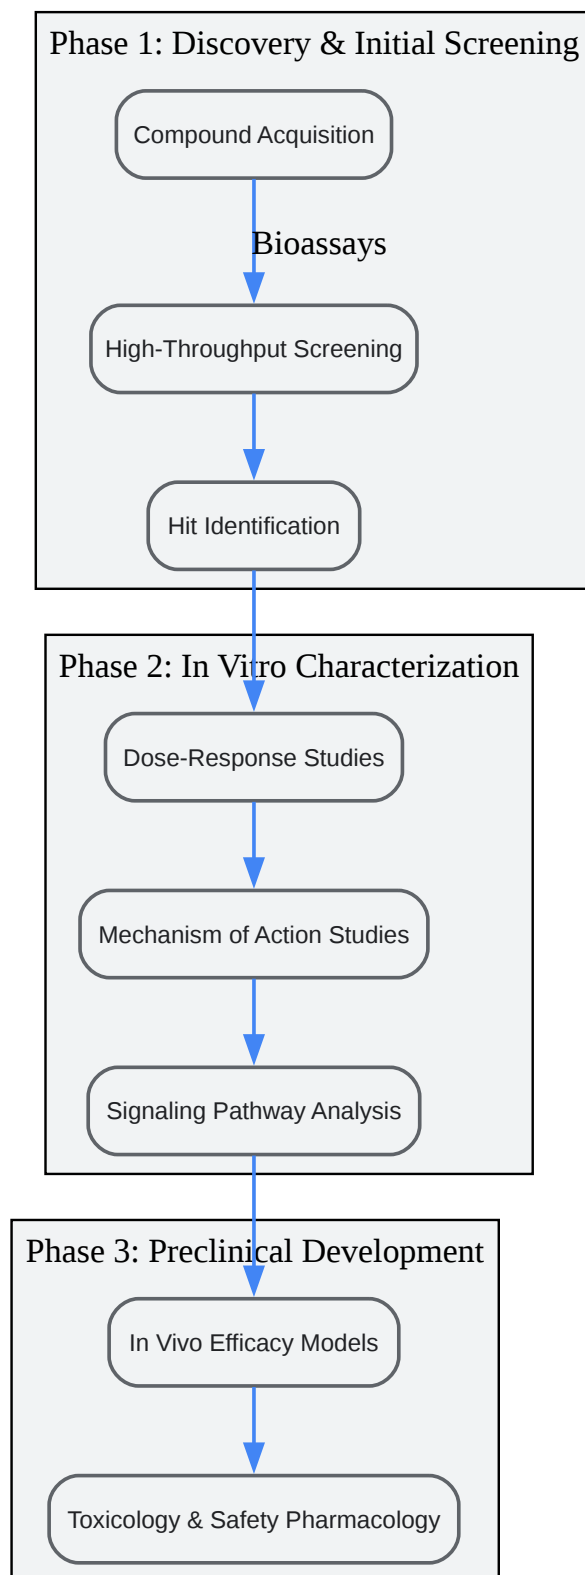 Phase 1: Discovery & Initial Screening
Compound Acquisition
Bioassays
High-Throughput Screening
Hit Identification
Phase 2: In Vitro Characterization
Dose-Response Studies
Mechanism of Action Studies
Signaling Pathway Analysis
Phase 3: Preclinical Development
In Vivo Efficacy Models
Toxicology & Safety Pharmacology